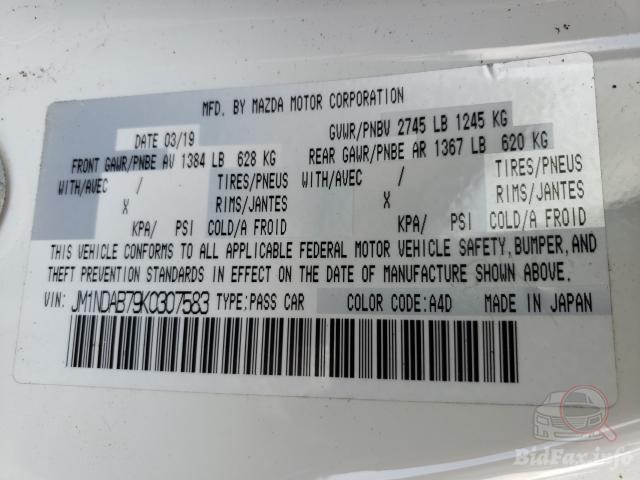 MFD. BY MAZDA MOTOR CORPORATION
DATE 03/19 GVWR/PNBV 2745 LB 1245 KG
FRONT GAWR/PNBE AV 1384 LB 628 KG REAR GAWR/PNBE AR 1367 LB 620 KG
WITH/AVEC / TIRES/PNEUS WITH/AVEC / TIRES/PNEUS
X RIMS/JANTES X RIMS/JANTES
KPA/ PSI COLD/A FROID KPA/ PSI COLD/A FROID
THIS VEHICLE CONFORMS TO ALL APPLICABLE FEDERAL MOTOR VEHICLE SAFETY, BUMPER, AND
THEFT PREVENTION STANDARDS IN EFFECT ON THE DATE OF MANUFACTURE SHOWN ABOVE.
VIN: JM1NDAB79K0307583 TYPE;PASS CAR COLOR CODE:A4D MADE IN JAPAN
BidFax.info